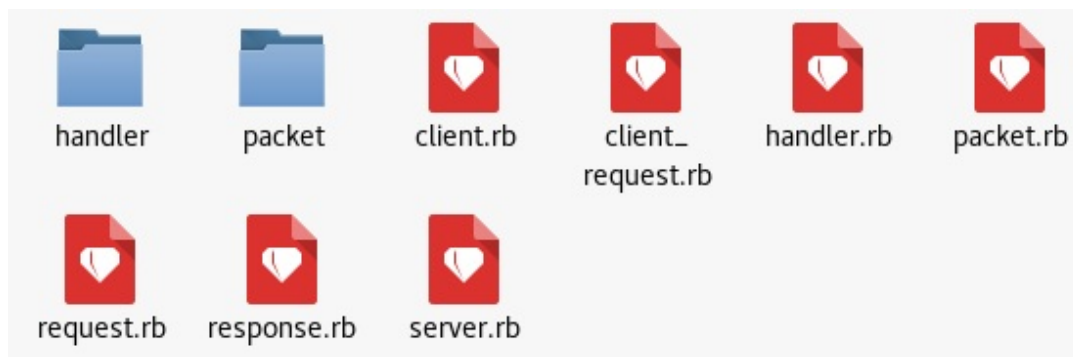 handler packet client.rb client_ handler.rb packet.rb
request.rb
request.rb response.rb server.rb